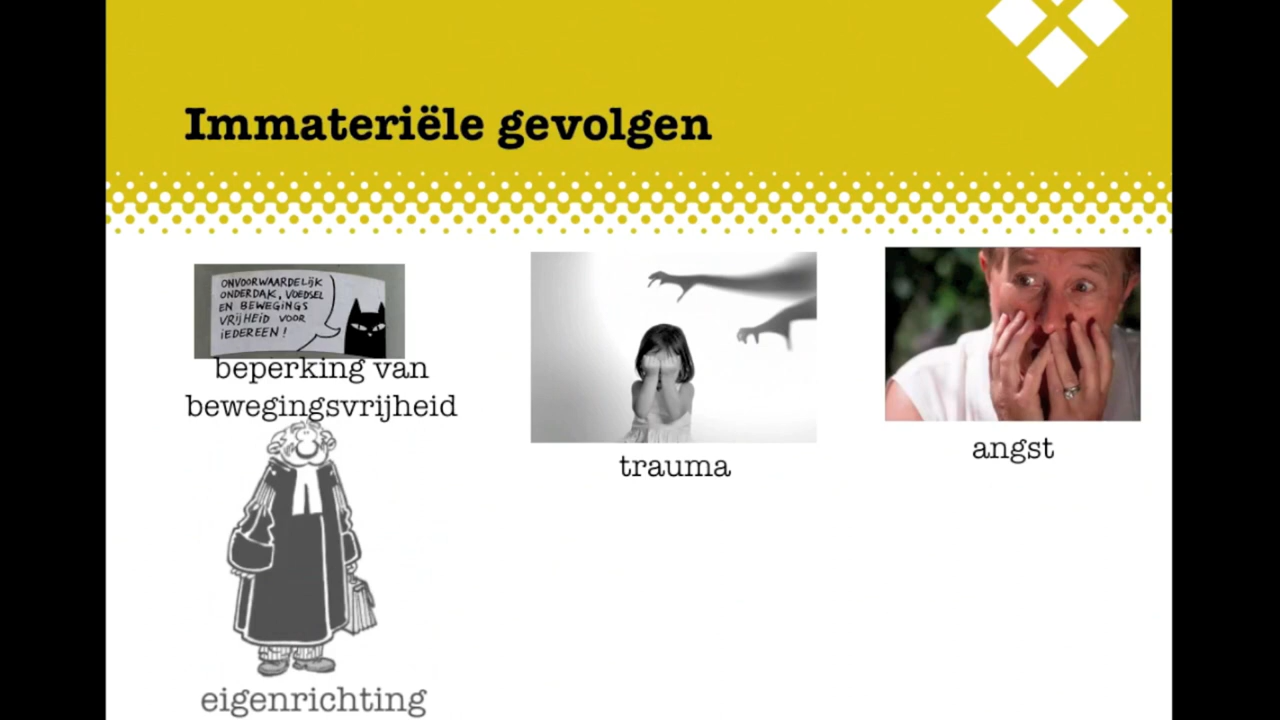 Immateriële gevolgen
ONVOORWAARDELIJK
ONDERDAK, VOEDSEL
EN BEWEGINGS
VRIJHEID VOOR
IEDEREEN!
beperking van
bewegingsvrijheid
trauma
angst
eigenrichting